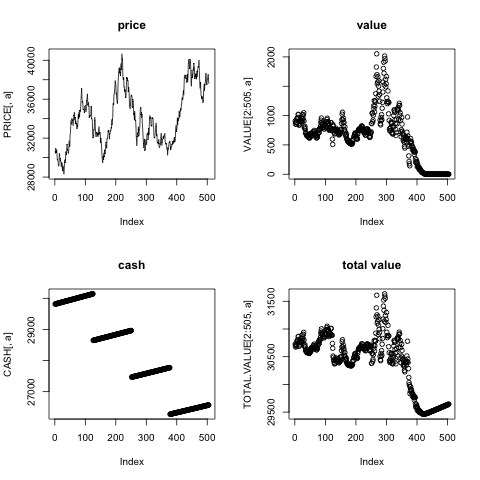 price
PRICE[, a]
28000 32000 36000 40000
0 100 200 300 400 500
Index
value
VALUE[2:505, a]
0 500 1000 2000
0 100 200 300 400 500
Index
cash
CASH[, a]
27000 29000
0 100 200 300 400 500
Index
total value
TOTAL.VALUE[2:505, a]
29500 30500 31500
0 100 200 300 400 500
Index